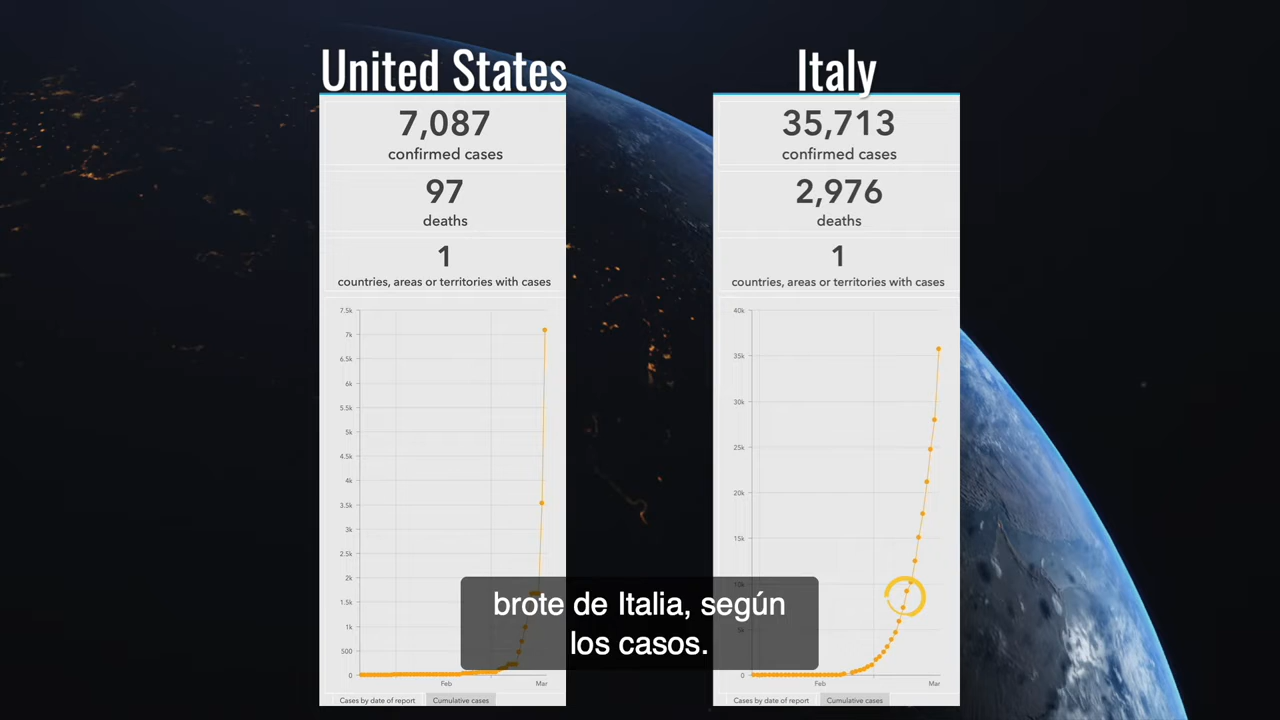 United States
7,087
confirmed cases
97
deaths
1
countries, areas or territories with cases
7.5k
7k
6.5k
6k
5.5k
5k
4.5k
4k
3.5k
3k
2.5k
2k
1.5k
1k
500
0
Feb
Mar
Cases by date of report
Cumulative cases
Italy
35,713
confirmed cases
2,976
deaths
1
countries, areas or territories with cases
40k
35k
30k
25k
20k
15k
10k
5k
0
Feb
Mar
Cases by date of report
Cumulative cases
brote de Italia, según
los casos.